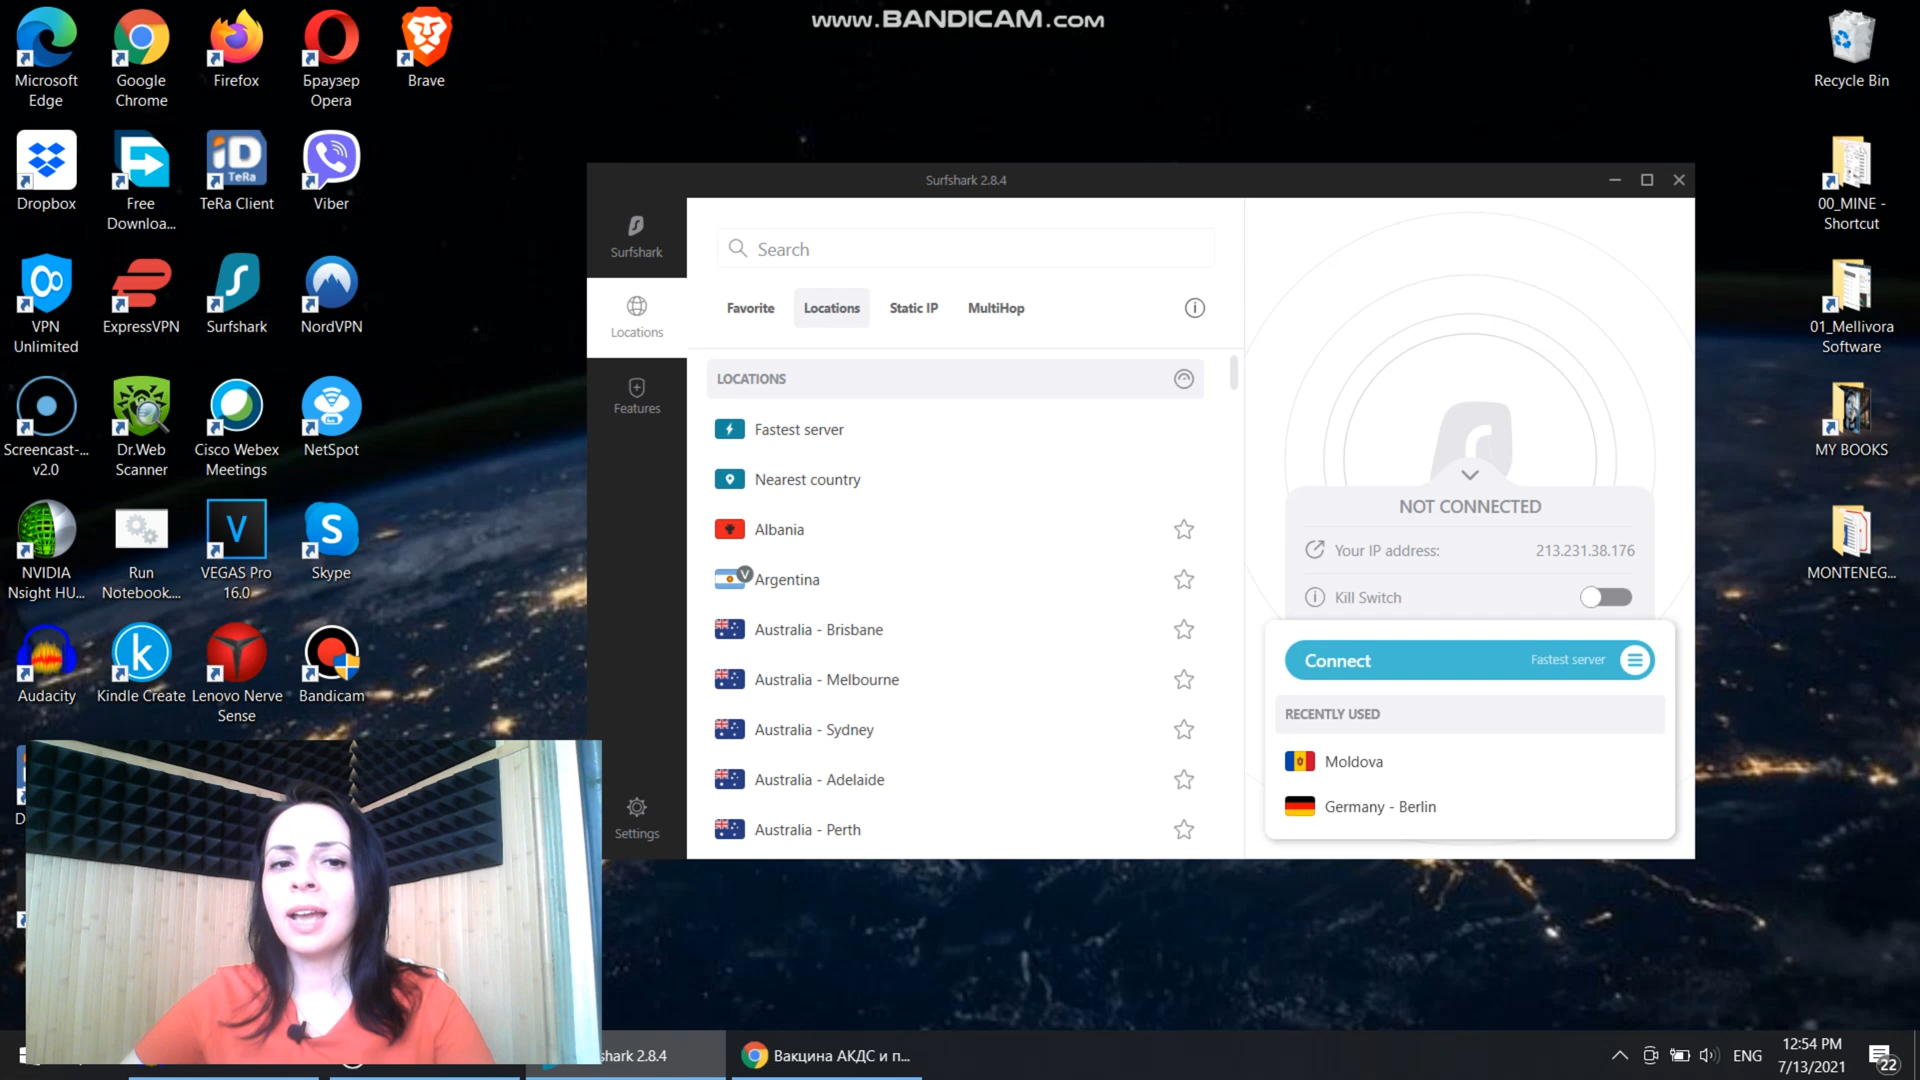 www.BANDICAM.com
Microsoft
Edge
Google
Chrome
Firefox
Браузер
Opera
Brave
Recycle Bin
Dropbox
Free
Downloa...
iD
TeRa
TeRa Client
Viber
00_MINE -
Shortcut
VPN
Unlimited
ExpressVPN
Surfshark
NordVPN
01_Mellivora
Software
Screencast-...
v2.0
Dr.Web
Scanner
Cisco Webex
Meetings
NetSpot
MY BOOKS
NVIDIA
Nsight HU...
Run
Notebook....
V
VEGAS Pro
16.0
S
Skype
MONTENEG...
Audacity
k
Kindle Create
Lenovo Nerve
Sense
Bandicam
Surfshark 2.8.4
Surfshark
Locations
Features
Settings
Search
Favorite
Locations
Static IP
MultiHop
LOCATIONS
Fastest server
Nearest country
Albania
V
Argentina
Australia - Brisbane
Australia - Melbourne
Australia - Sydney
Australia - Adelaide
Australia - Perth
NOT CONNECTED
Your IP address:
213.231.38.176
Kill Switch
Connect
Fastest server
RECENTLY USED
Moldova
Germany - Berlin
D
shark 2.8.4
Вакцина АКДС и п...
ENG
12:54 PM
7/13/2021
22